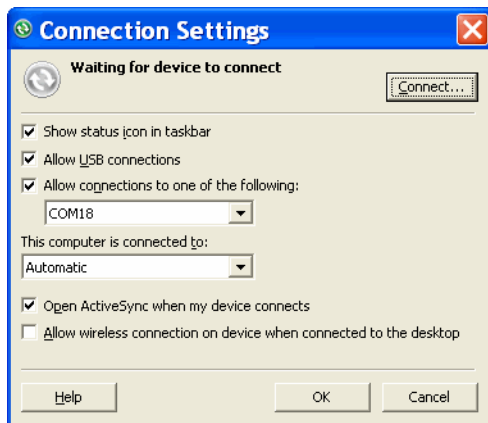 Connection Settings
Waiting for device to connect
Connect...
Show status icon in taskbar
Allow USB connections
Allow connections to one of the following:
COM18
This computer is connected to:
Automatic
Open ActiveSync when my device connects
Allow wireless connection on device when connected to the desktop
Help OK Cancel